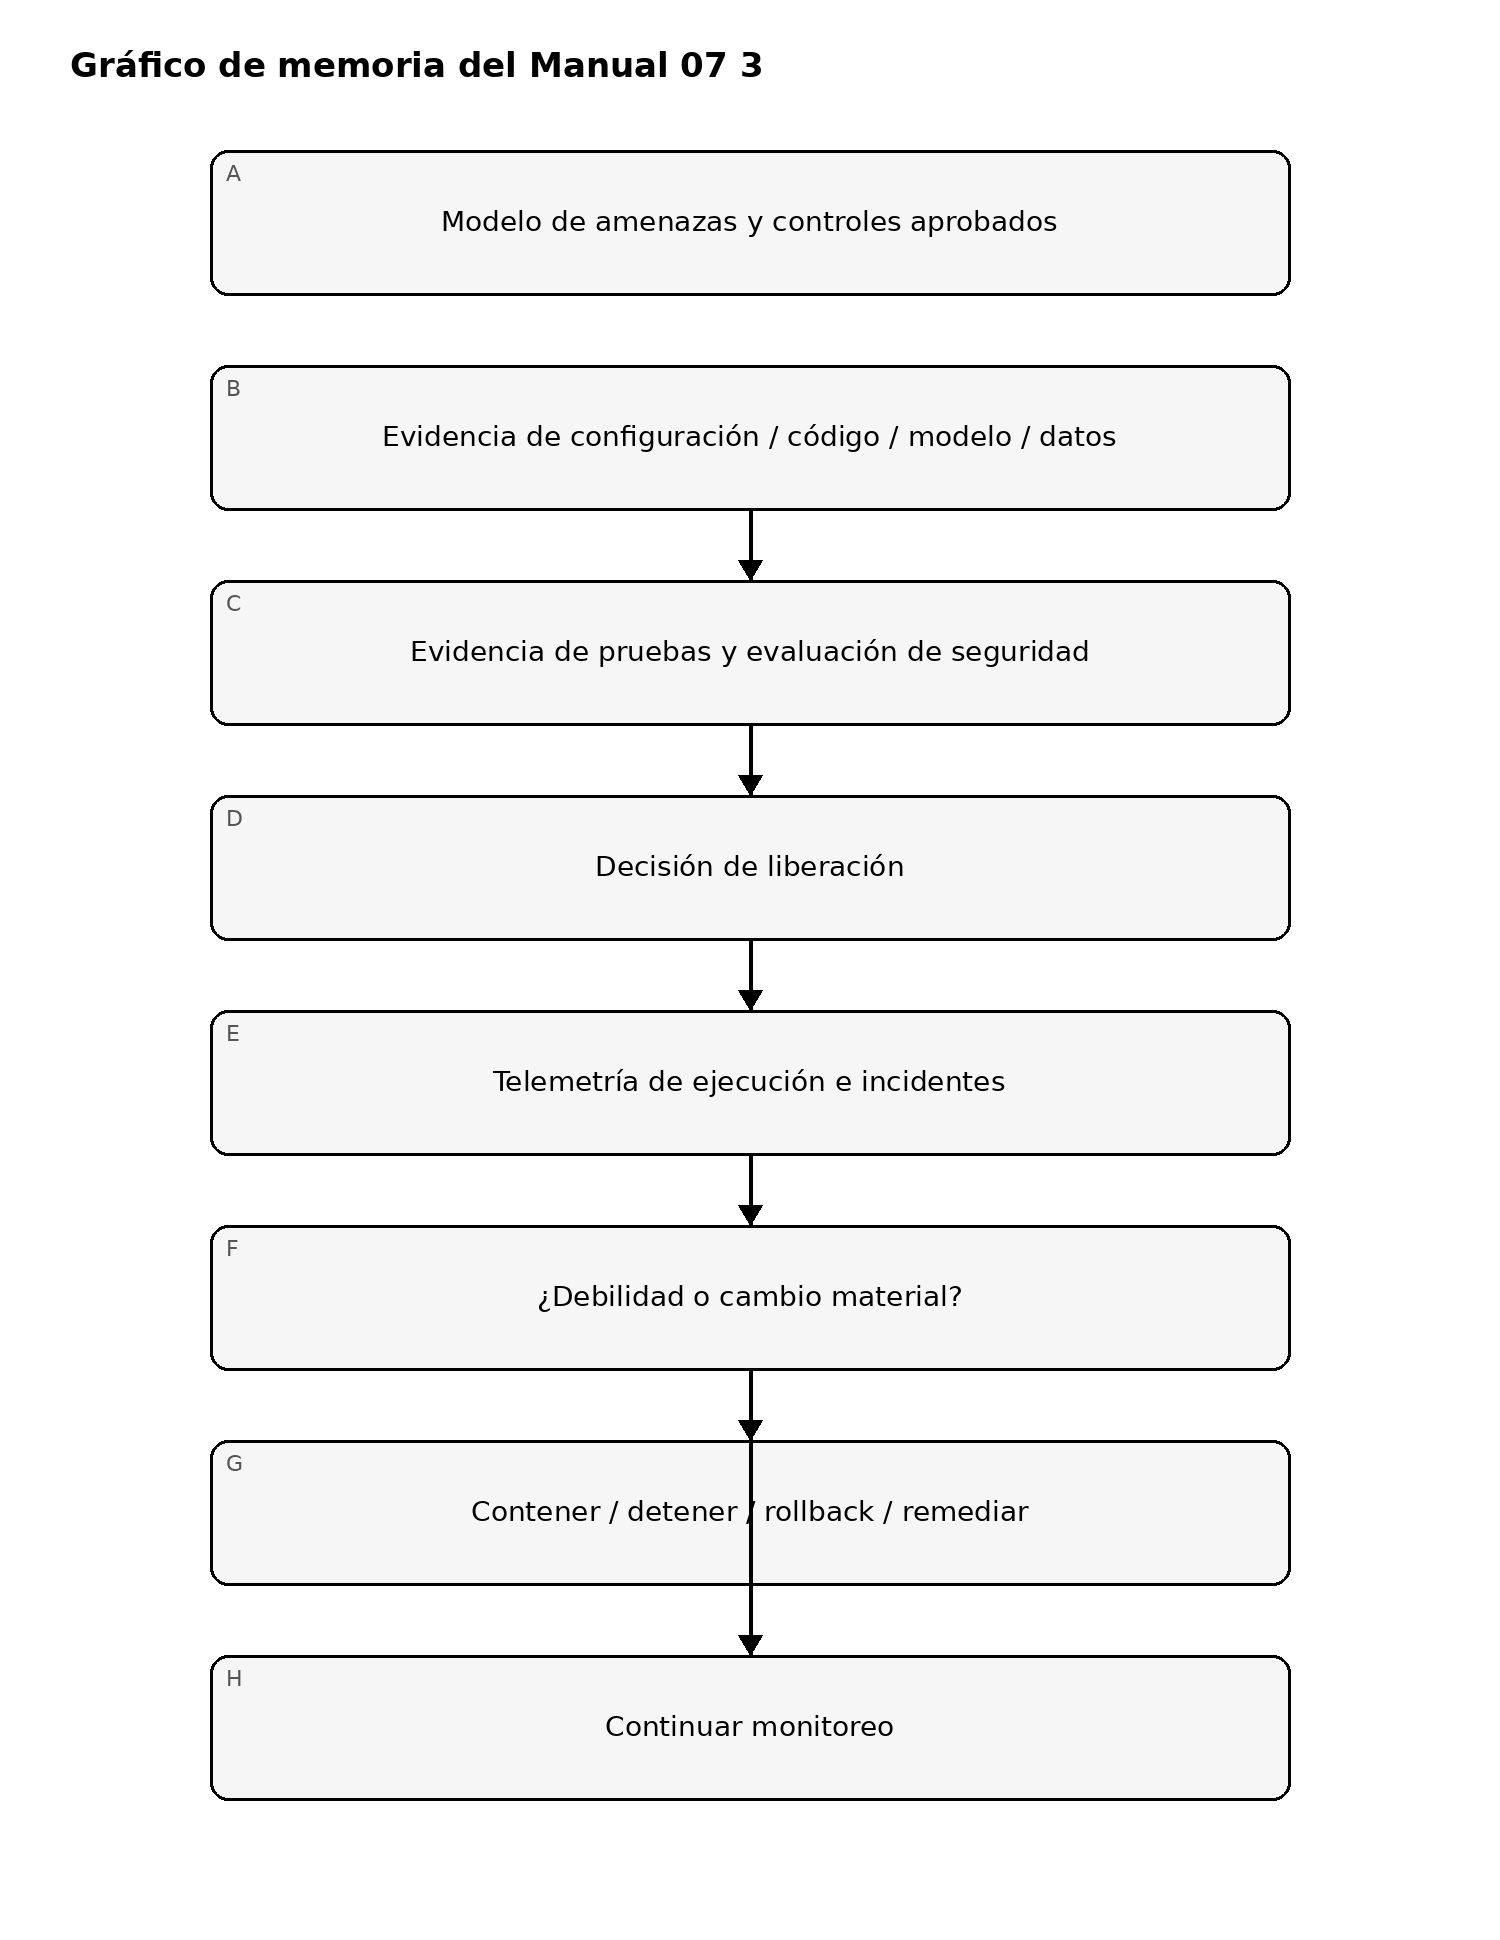 Gráfico de memoria del Manual 07 3
A
Modelo de amenazas y controles aprobados
B
Evidencia de configuración / código / modelo / datos
C
Evidencia de pruebas y evaluación de seguridad
D
Decisión de liberación
E
Telemetría de ejecución e incidentes
F
¿Debilidad o cambio material?
G
Contener / detener / rollback / remediar
H
Continuar monitoreo